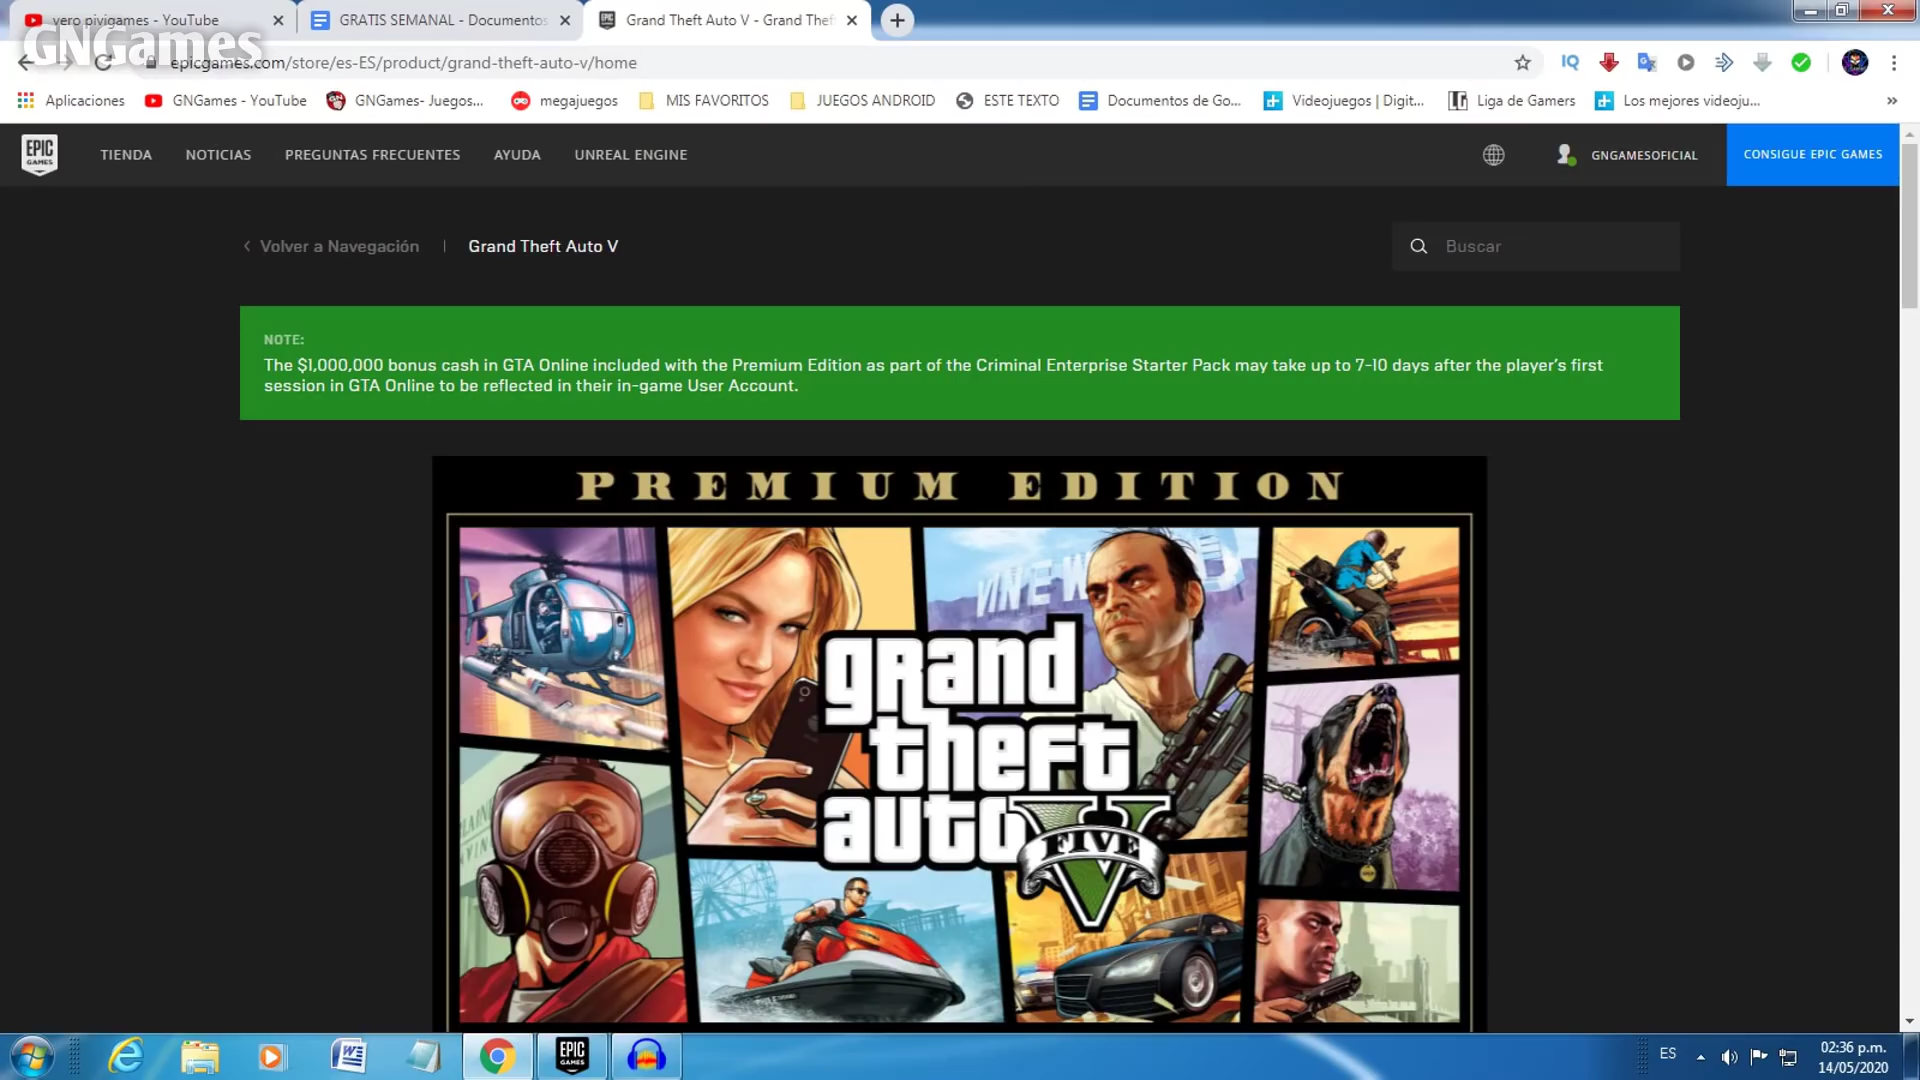 vero pivigames - YouTube
GRATIS SEMANAL - Documentos
Grand Theft Auto V - Grand Thef
GNGames
epicgames.com/store/es-ES/product/grand-theft-auto-v/home
IQ
Aplicaciones
GNGames - YouTube
GNGames- Juegos...
megajuegos
MIS FAVORITOS
JUEGOS ANDROID
ESTE TEXTO
Documentos de Go...
Videojuegos | Digit...
Liga de Gamers
Los mejores videoju...
»
EPIC
GAMES
TIENDA
NOTICIAS
PREGUNTAS FRECUENTES
AYUDA
UNREAL ENGINE
GNGAMESOFICIAL
CONSIGUE EPIC GAMES
Volver a Navegación
Grand Theft Auto V
Buscar
NOTE:
The $1,000,000 bonus cash in GTA Online included with the Premium Edition as part of the Criminal Enterprise Starter Pack may take up to 7-10 days after the player’s first
session in GTA Online to be reflected in their in-game User Account.
PREMIUM EDITION
VINEW
grand
theft
auto V
FIVE
EPIC
GAMES
ES
02:36 p.m.
14/05/2020